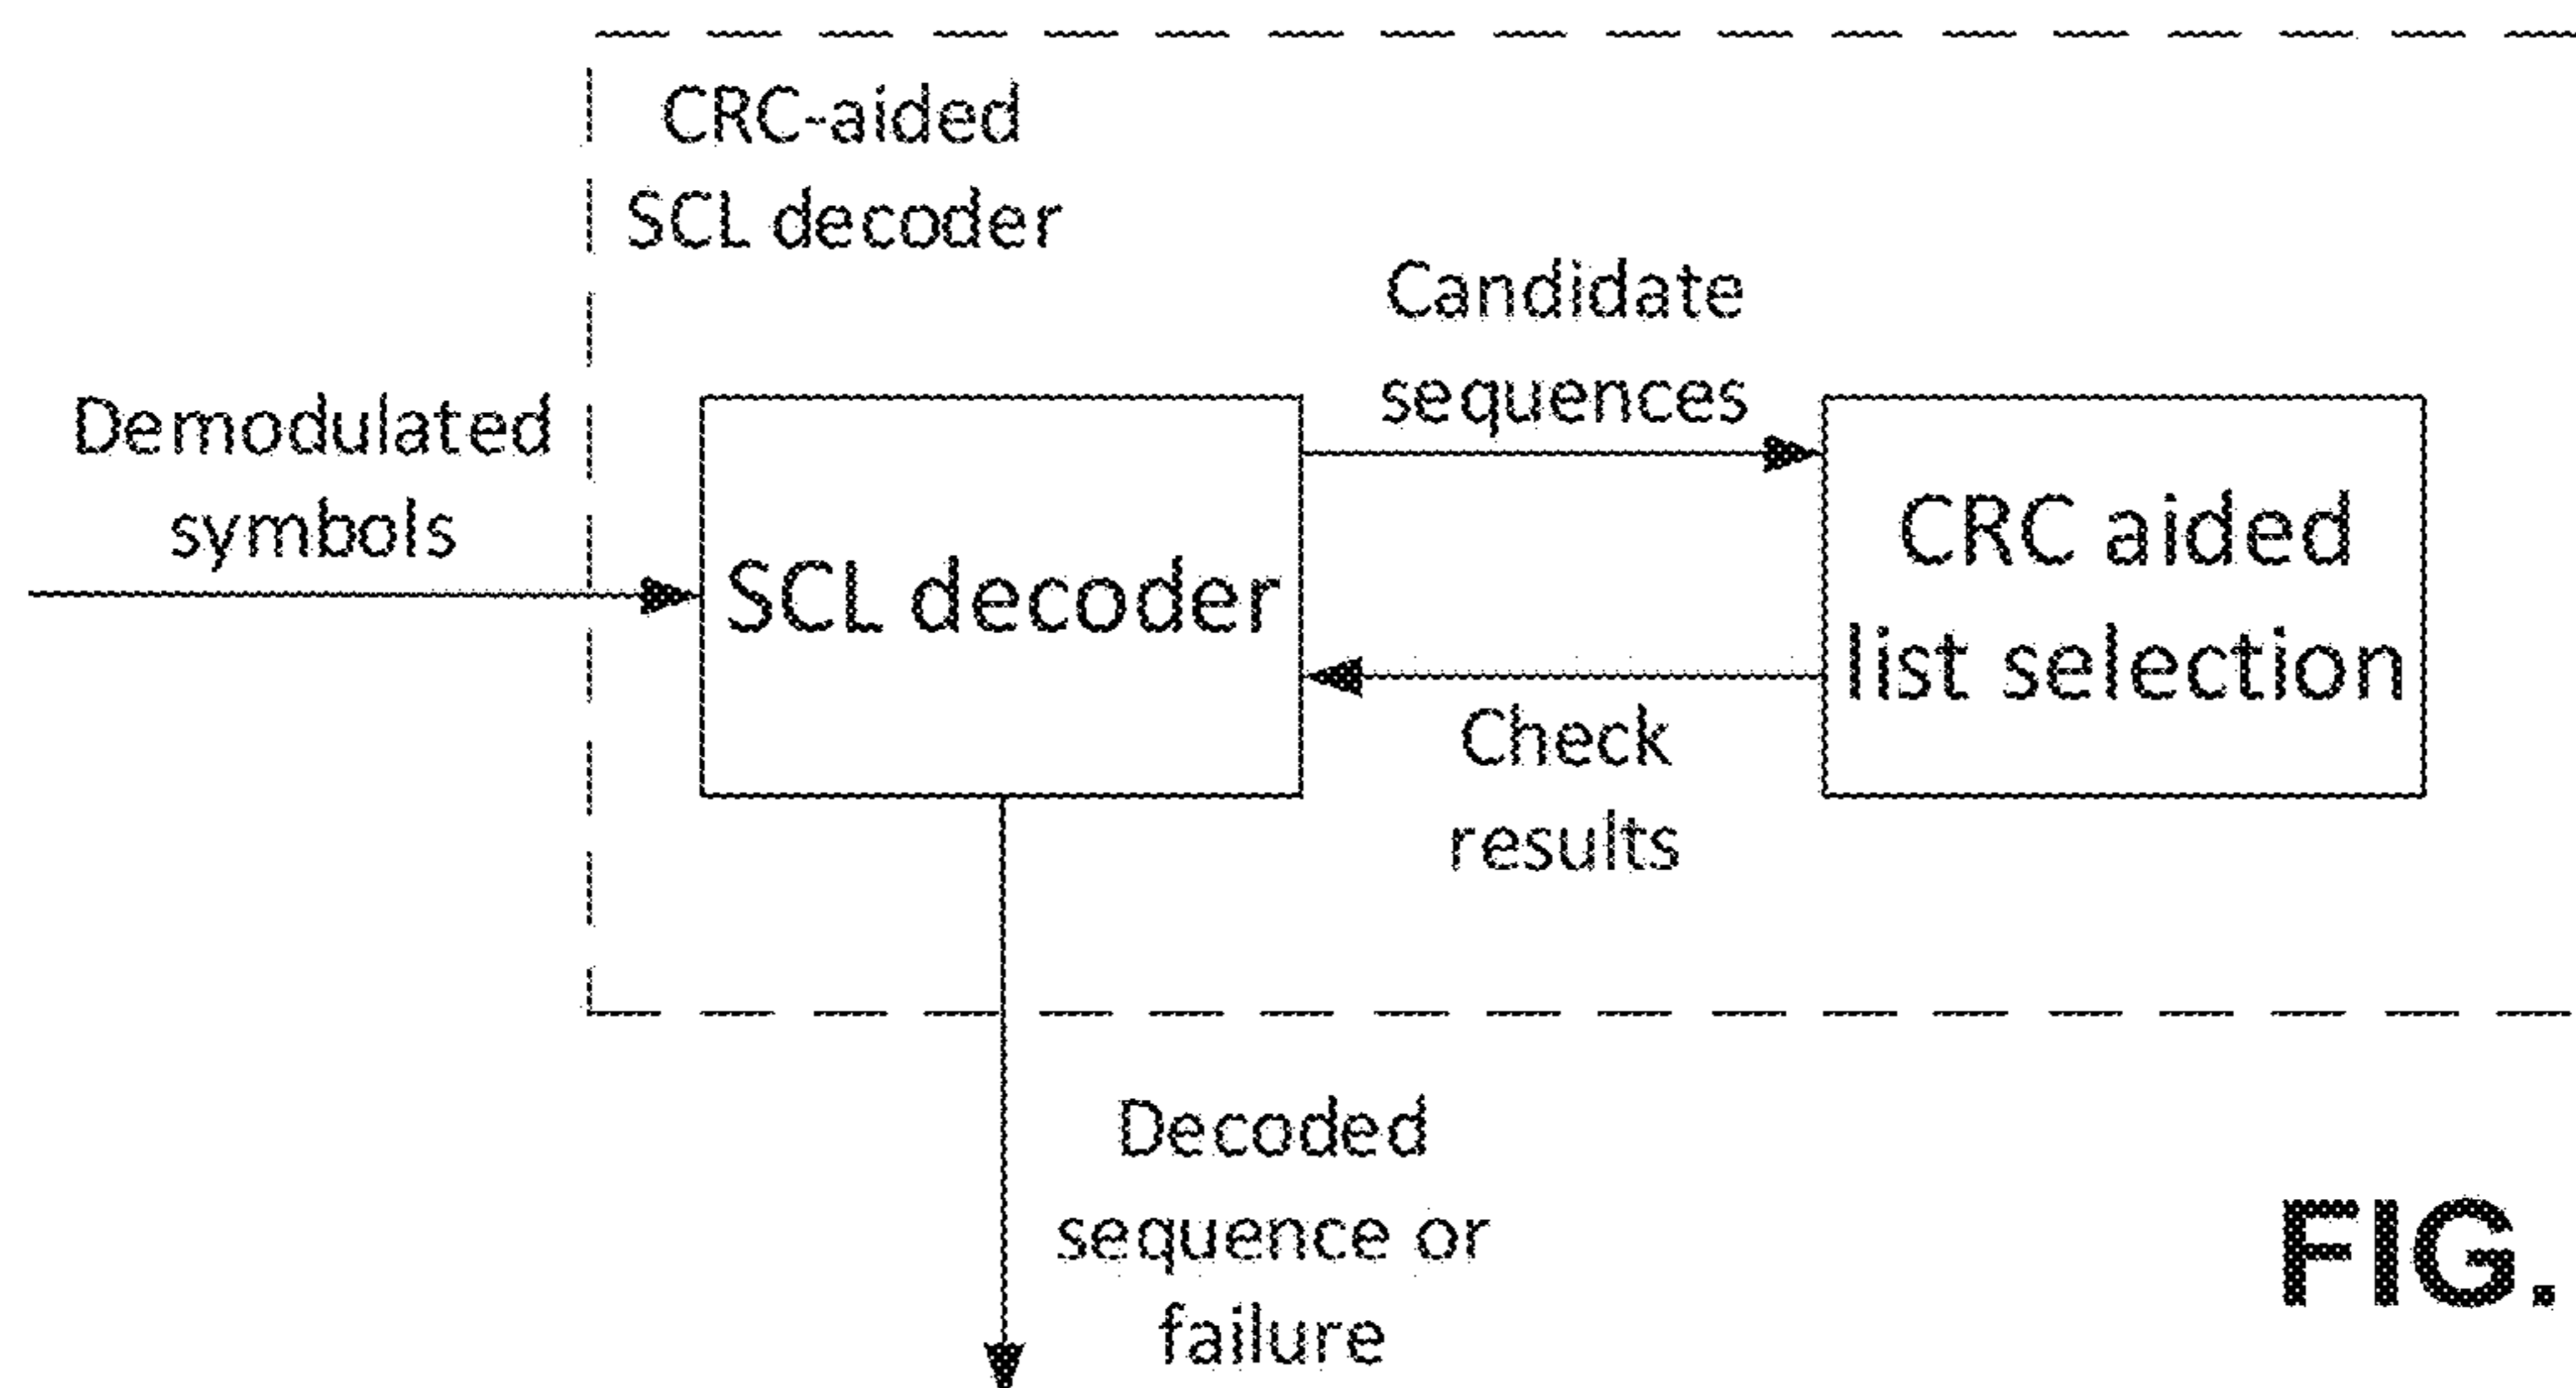 CRC-aided
SCL decoder
Candidate
sequences
Demodulated
symbols
SCL decoder
CRC aided
list selection
Check
results
Decoded
sequence or
failure
FIG.